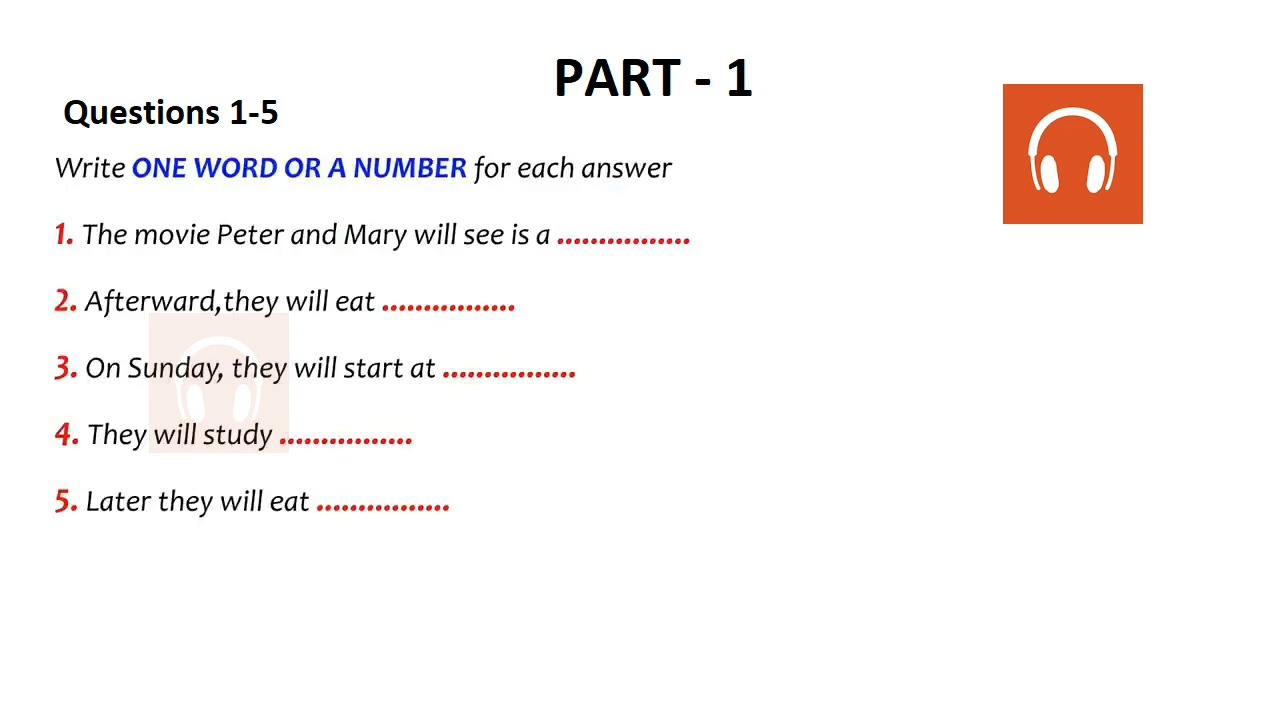 PART - 1
Questions 1-5
Write ONE WORD OR A NUMBER for each answer
1. The movie Peter and Mary will see is a ................
2. Afterward,they will eat ................
3. On Sunday, they will start at ................
4. They will study ................
5. Later they will eat ................